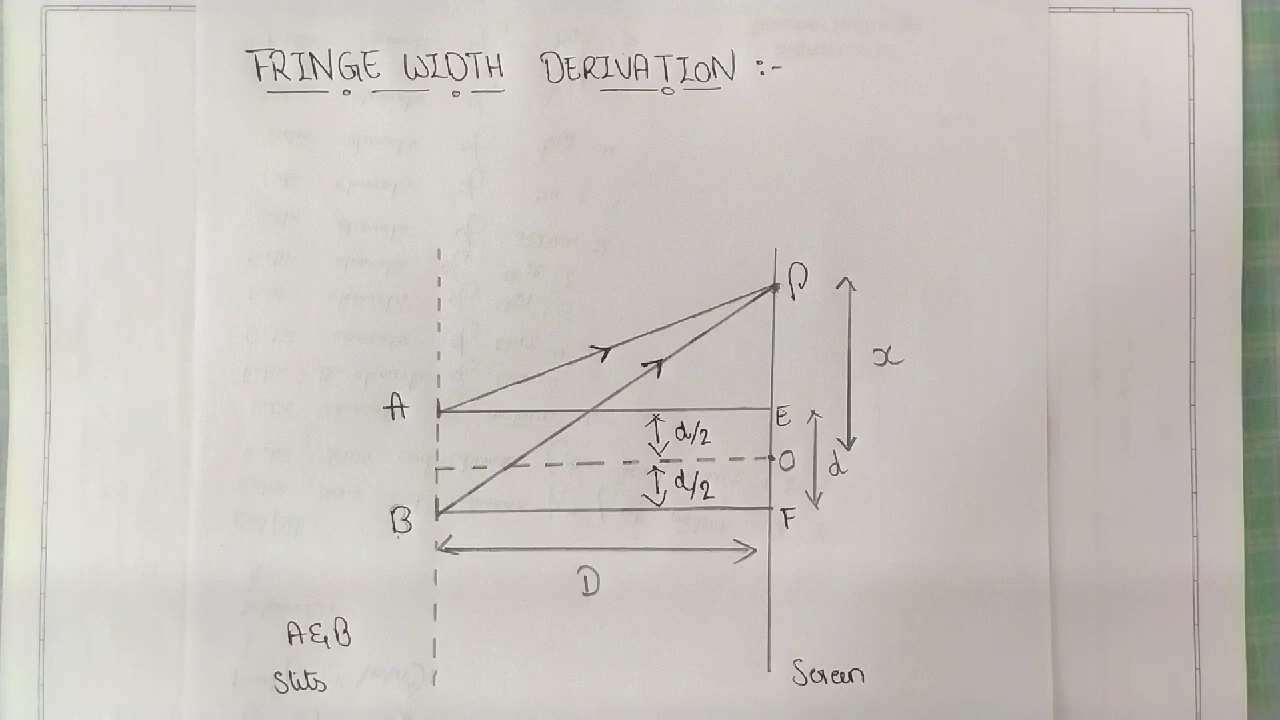 FRINGE WIDTH DERIVATION :-
P
x
A
E
d/2
O
d
d/2
B
F
D
A & B
Slits
Screen